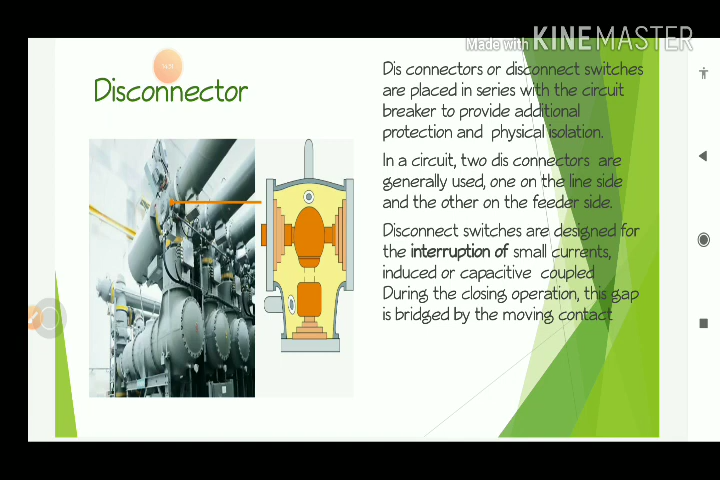 Made with KINEMASTER
Disconnector
Dis connectors or disconnect switches
are placed in series with the circuit
breaker to provide additional
protection and physical isolation.
In a circuit, two dis connectors are
generally used, one on the line side
and the other on the feeder side.
Disconnect switches are designed for
the interruption of small currents,
induced or capacitive coupled
During the closing operation, this gap
is bridged by the moving contact